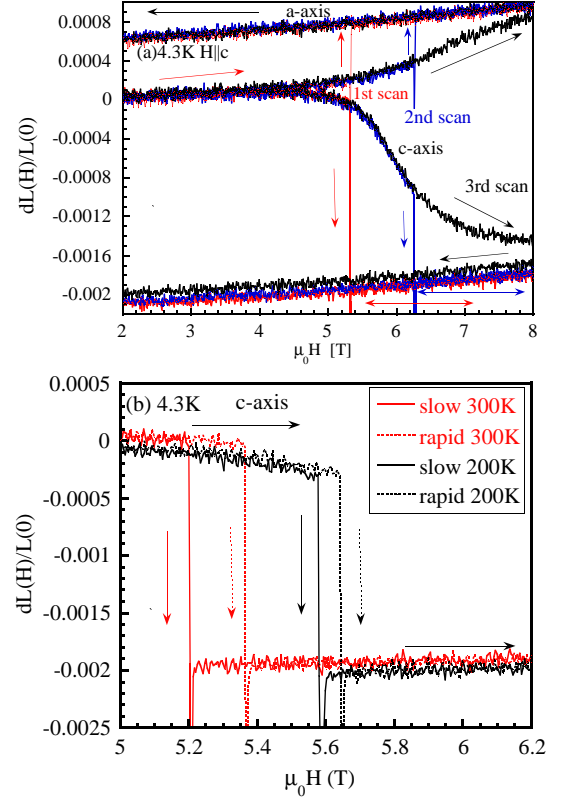 0.0008
0.0004
0
-0.0004
-0.0008
-0.0012
-0.0016
-0.002
dL(H)/L(0)
a-axis
(a)4.3K H||c
1st scan
2nd scan
c-axis
3rd scan
2 3 4 5 6 7 8
μ0H [T]
0.0005
0
-0.0005
-0.001
-0.0015
-0.002
-0.0025
dL(H)/L(0)
(b) 4.3K c-axis
slow 300K
rapid 300K
slow 200K
rapid 200K
5 5.2 5.4 5.6 5.8 6 6.2
μ0H (T)